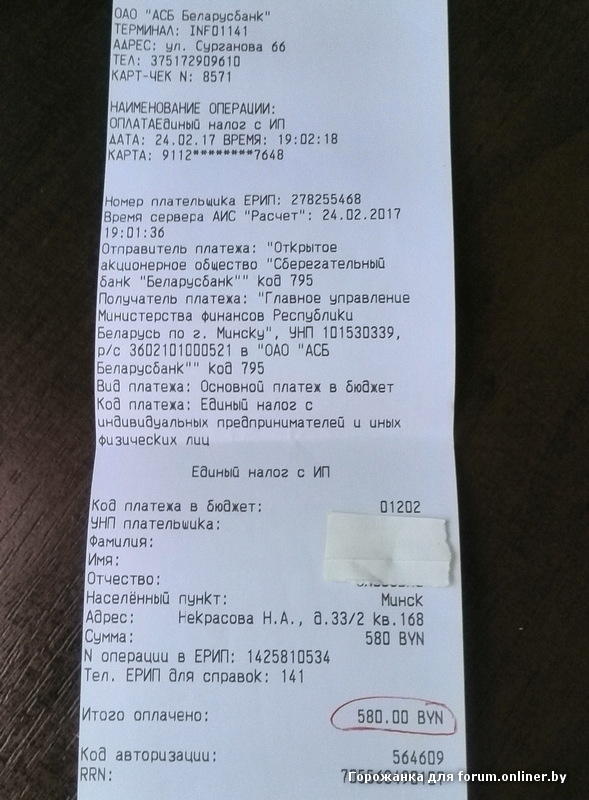 ОАО "АСБ Беларусбанк"
ТЕРМИНАЛ: INF01141
АДРЕС: ул. Сурганова 66
ТЕЛ: 375172909610
КАРТ-ЧЕК N: 8571
НАИМЕНОВАНИЕ ОПЕРАЦИИ:
ОПЛАТАЕдиный налог с ИП
ДАТА: 24.02.17 ВРЕМЯ: 19:02:18
КАРТА: 9112********7648
Номер плательщика ЕРИП: 278255468
Время сервера АИС "Расчет": 24.02.2017
19:01:36
Отправитель платежа: "Открытое
акционерное общество "Сберегательный
банк "Беларусбанк"" код 795
Получатель платежа: "Главное управление
Министерства финансов Республики
Беларусь по г. Минску", УНП 101530339,
р/с 3602101000521 в "ОАО "АСБ
Беларусбанк"" код 795
Вид платежа: Основной платеж в бюджет
Код платежа: Единый налог с
индивидуальных предпринимателей и иных
физических лиц
Единый налог с ИП
Код платежа в бюджет: 01202
УНП плательщика:
Фамилия:
Имя:
Отчество:
Населённый пункт: Минск
Адрес: Некрасова Н.А., д.33/2 кв.168
Сумма: 580 BYN
N операции в ЕРИП: 1425810534
Тел. ЕРИП для справок: 141
Итого оплачено: 580.00 BYN
Код авторизации: 564609
RRN:
Горожанка для forum.onliner.by